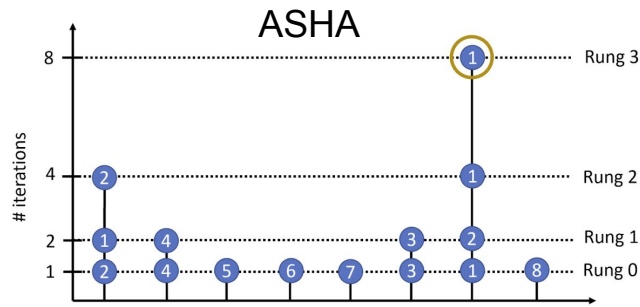 ASHA
8 1 Rung 3
4 2 1 Rung 2
2 1 4 3 2 Rung 1
1 2 4 5 6 7 3 1 8 Rung 0
# iterations